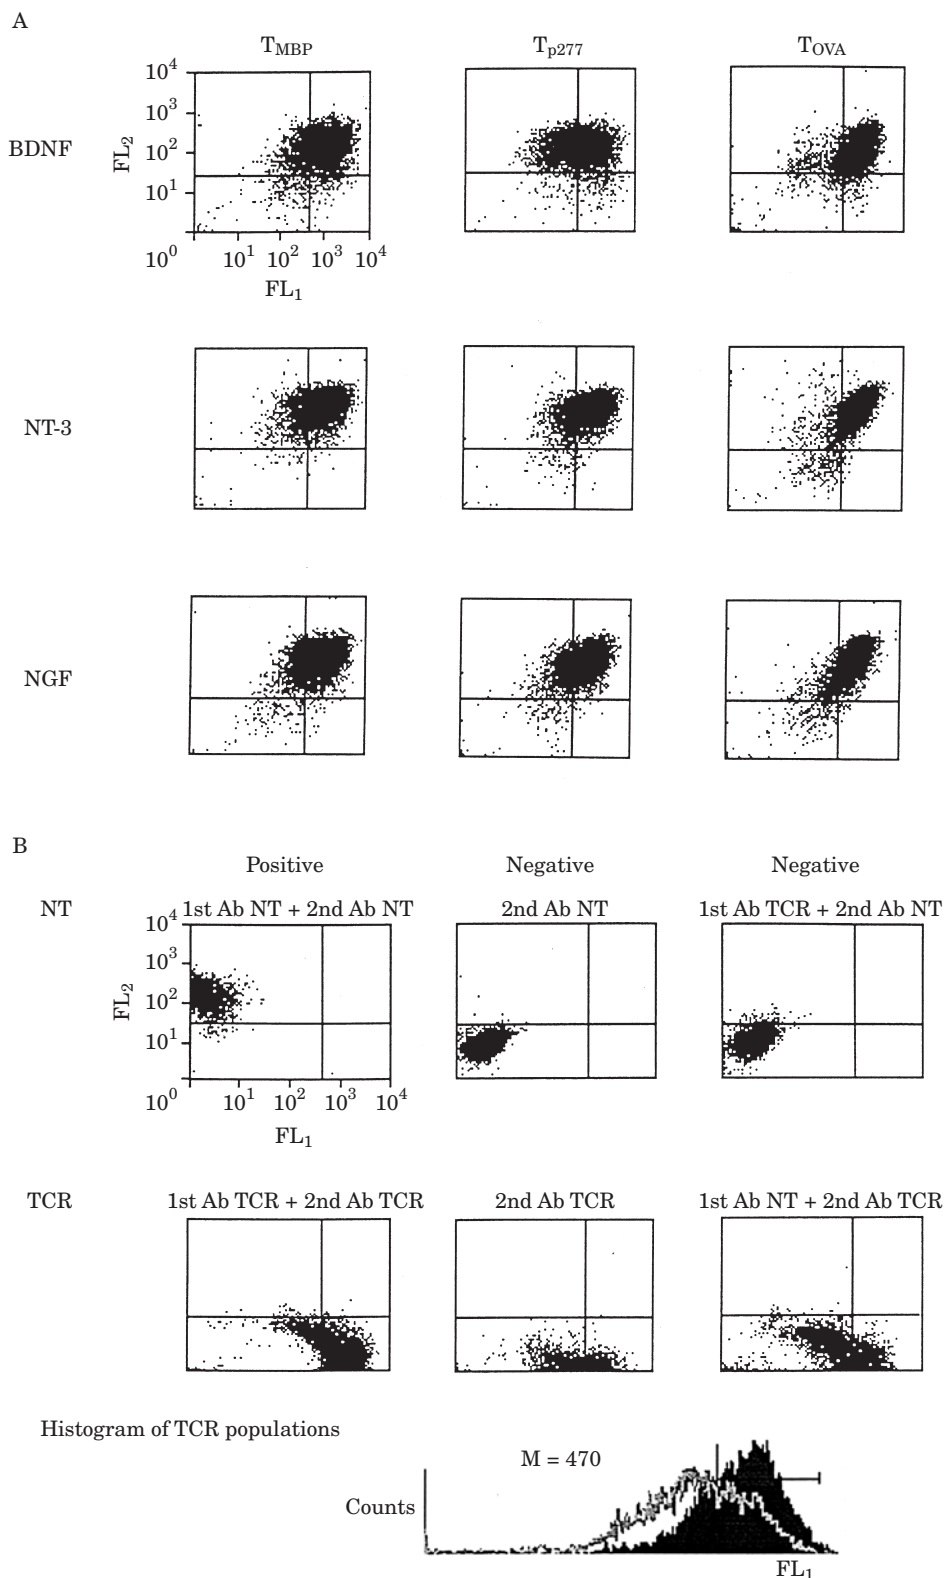 A
T_MBP T_p277 T_OVA
BDNF
10^4
10^3
10^2
10^1
FL_2
10^0 10^1 10^2 10^3 10^4
FL_1
NT-3
NGF
B
Positive Negative Negative
NT 1st Ab NT + 2nd Ab NT 2nd Ab NT 1st Ab TCR + 2nd Ab NT
10^4
10^3
10^2
10^1
FL_2
10^0 10^1 10^2 10^3 10^4
FL_1
TCR 1st Ab TCR + 2nd Ab TCR 2nd Ab TCR 1st Ab NT + 2nd Ab TCR
Histogram of TCR populations
M = 470
Counts
FL_1